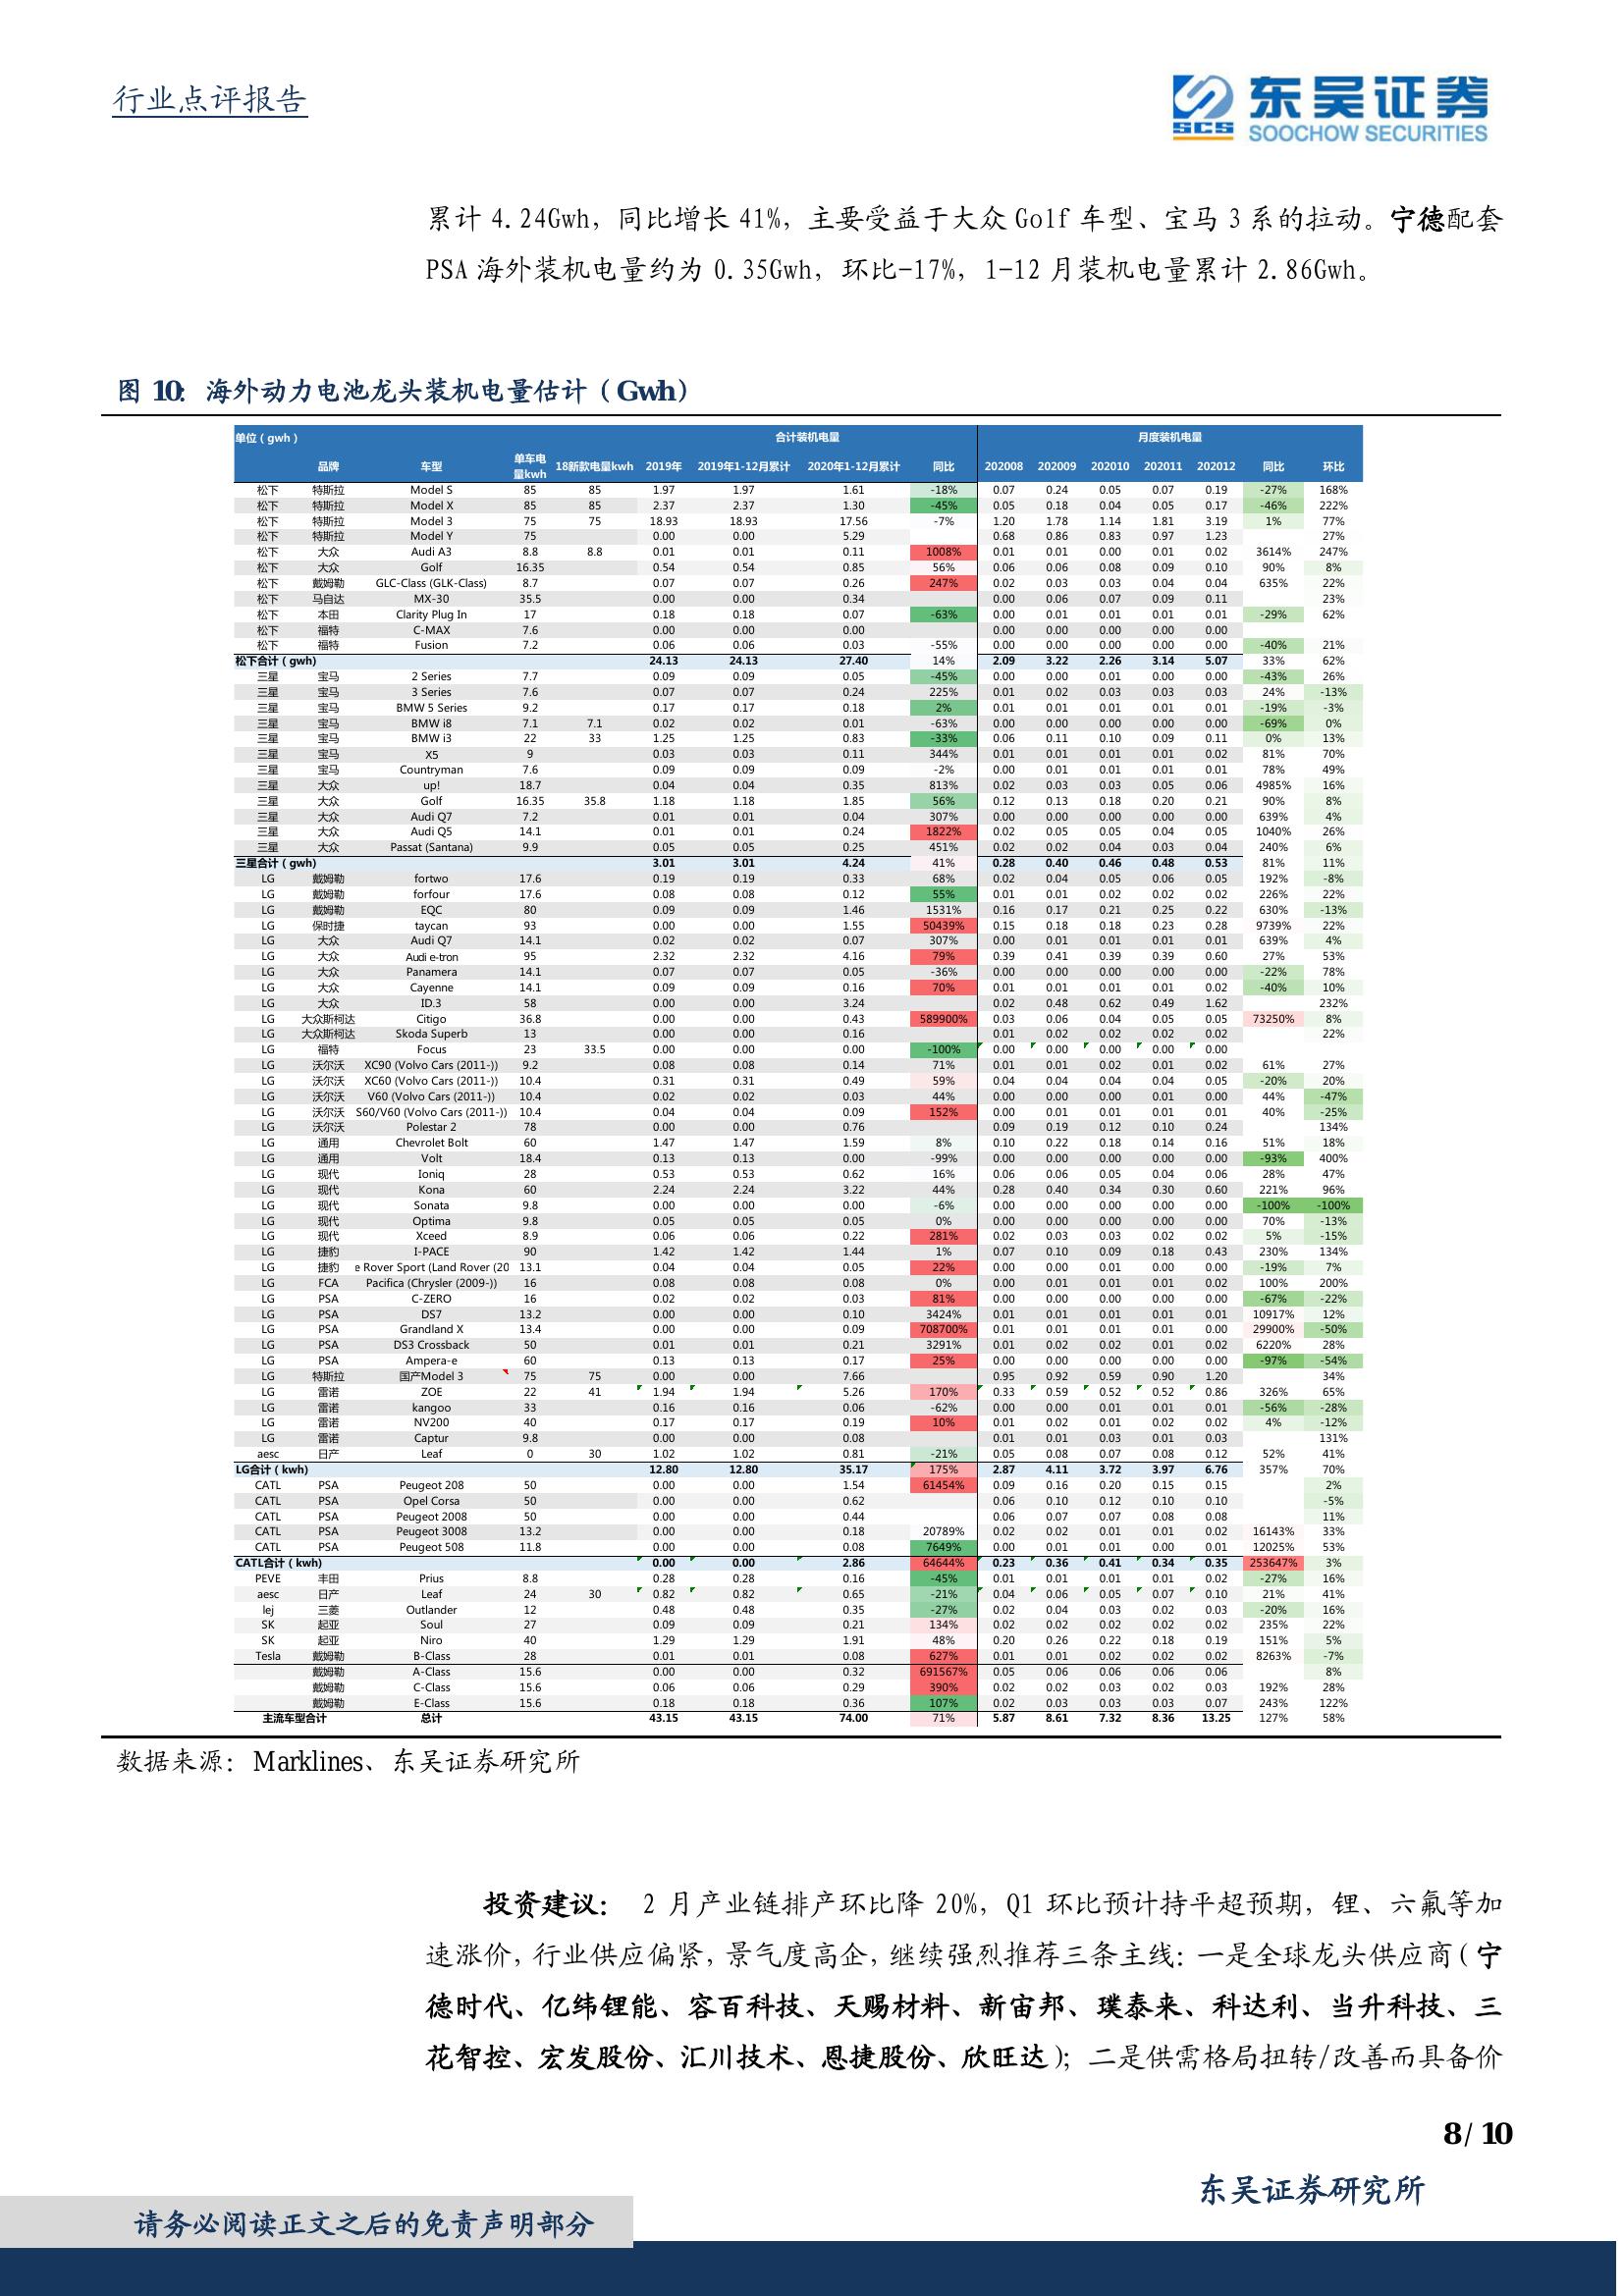 行业点评报告
东吴证券
SCS SOOCHOW SECURITIES
累计 4.24Gwh，同比增长 41%，主要受益于大众 Golf 车型、宝马 3 系的拉动。宁德配套
PSA 海外装机电量约为 0.35Gwh，环比-17%，1-12 月装机电量累计 2.86Gwh。
图 10：海外动力电池龙头装机电量估计（Gwh）
单位（gwh） 合计装机电量 月度装机电量
品牌 车型 单车电量kwh 18新款电量kwh 2019年 2019年1-12月累计 2020年1-12月累计 同比 202008 202009 202010 202011 202012 同比 环比
松下 特斯拉 Model S 85 85 1.97 1.97 1.61 -18% 0.07 0.24 0.05 0.07 0.19 -27% 168%
松下 特斯拉 Model X 85 85 2.37 2.37 1.30 -45% 0.05 0.18 0.04 0.05 0.17 -46% 222%
松下 特斯拉 Model 3 75 75 18.93 18.93 17.56 -7% 1.20 1.78 1.14 1.81 3.19 1% 77%
松下 特斯拉 Model Y 75 0.00 0.00 5.29 0.68 0.86 0.83 0.97 1.23 27%
松下 大众 Audi A3 8.8 8.8 0.01 0.01 0.11 1008% 0.01 0.01 0.00 0.01 0.02 3614% 247%
松下 大众 Golf 16.35 0.54 0.54 0.85 56% 0.06 0.06 0.08 0.09 0.10 90% 8%
松下 戴姆勒 GLC-Class (GLK-Class) 8.7 0.07 0.07 0.26 247% 0.02 0.03 0.03 0.04 0.04 635% 22%
松下 马自达 MX-30 35.5 0.00 0.00 0.34 0.00 0.06 0.07 0.09 0.11 23%
松下 本田 Clarity Plug In 17 0.18 0.18 0.07 -63% 0.00 0.01 0.01 0.01 0.01 -29% 62%
松下 福特 C-MAX 7.6 0.00 0.00 0.00 0.00 0.00 0.00 0.00 0.00
松下 福特 Fusion 7.2 0.06 0.06 0.03 -55% 0.00 0.00 0.00 0.00 0.00 -40% 21%
松下合计（gwh) 24.13 24.13 27.40 14% 2.09 3.22 2.26 3.14 5.07 33% 62%
三星 宝马 2 Series 7.7 0.09 0.09 0.05 -45% 0.00 0.00 0.01 0.00 0.00 -43% 26%
三星 宝马 3 Series 7.6 0.07 0.07 0.24 225% 0.01 0.02 0.03 0.03 0.03 24% -13%
三星 宝马 BMW 5 Series 9.2 0.17 0.17 0.18 2% 0.01 0.01 0.01 0.01 0.01 -19% -3%
三星 宝马 BMW i8 7.1 7.1 0.02 0.02 0.01 -63% 0.00 0.00 0.00 0.00 0.00 -69% 0%
三星 宝马 BMW i3 22 33 1.25 1.25 0.83 -33% 0.06 0.11 0.10 0.09 0.11 0% 13%
三星 宝马 X5 9 0.03 0.03 0.11 344% 0.01 0.01 0.01 0.01 0.02 81% 70%
三星 宝马 Countryman 7.6 0.09 0.09 0.09 -2% 0.00 0.01 0.01 0.01 0.01 78% 49%
三星 大众 up! 18.7 0.04 0.04 0.35 813% 0.02 0.03 0.03 0.05 0.06 4985% 16%
三星 大众 Golf 16.35 35.8 1.18 1.18 1.85 56% 0.12 0.13 0.18 0.20 0.21 90% 8%
三星 大众 Audi Q7 7.2 0.01 0.01 0.04 307% 0.00 0.00 0.00 0.00 0.00 639% 4%
三星 大众 Audi Q5 14.1 0.01 0.01 0.24 1822% 0.02 0.05 0.05 0.04 0.05 1040% 26%
三星 大众 Passat (Santana) 9.9 0.05 0.05 0.25 451% 0.02 0.02 0.04 0.03 0.04 240% 6%
三星合计（gwh) 3.01 3.01 4.24 41% 0.28 0.40 0.46 0.48 0.53 81% 11%
LG 戴姆勒 fortwo 17.6 0.19 0.19 0.33 68% 0.02 0.04 0.05 0.06 0.05 192% -8%
LG 戴姆勒 forfour 17.6 0.08 0.08 0.12 55% 0.01 0.01 0.02 0.02 0.02 226% 22%
LG 戴姆勒 EQC 80 0.09 0.09 1.46 1531% 0.16 0.17 0.21 0.25 0.22 630% -13%
LG 保时捷 taycan 93 0.00 0.00 1.55 50439% 0.15 0.18 0.18 0.23 0.28 9739% 22%
LG 大众 Audi Q7 14.1 0.02 0.02 0.07 307% 0.00 0.01 0.01 0.01 0.01 639% 4%
LG 大众 Audi e-tron 95 2.32 2.32 4.16 79% 0.39 0.41 0.39 0.39 0.60 27% 53%
LG 大众 Panamera 14.1 0.07 0.07 0.05 -36% 0.00 0.00 0.00 0.00 0.00 -22% 78%
LG 大众 Cayenne 14.1 0.09 0.09 0.16 70% 0.01 0.01 0.01 0.01 0.02 -40% 10%
LG 大众 ID.3 58 0.00 0.00 3.24 0.02 0.48 0.62 0.49 1.62 232%
LG 大众斯柯达 Citigo 36.8 0.00 0.00 0.43 589900% 0.03 0.06 0.04 0.05 0.05 73250% 8%
LG 大众斯柯达 Skoda Superb 13 0.00 0.00 0.16 0.01 0.02 0.02 0.02 0.02 22%
LG 福特 Focus 23 33.5 0.00 0.00 0.00 -100% 0.00 0.00 0.00 0.00 0.00
LG 沃尔沃 XC90 (Volvo Cars (2011-)) 9.2 0.08 0.08 0.14 71% 0.01 0.01 0.02 0.01 0.02 61% 27%
LG 沃尔沃 XC60 (Volvo Cars (2011-)) 10.4 0.31 0.31 0.49 59% 0.04 0.04 0.04 0.04 0.05 -20% 20%
LG 沃尔沃 V60 (Volvo Cars (2011-)) 10.4 0.02 0.02 0.03 44% 0.00 0.00 0.00 0.01 0.00 44% -47%
LG 沃尔沃 S60/V60 (Volvo Cars (2011-)) 10.4 0.04 0.04 0.09 152% 0.00 0.01 0.01 0.01 0.01 40% -25%
LG 沃尔沃 Polestar 2 78 0.00 0.00 0.76 0.09 0.19 0.12 0.10 0.24 134%
LG 通用 Chevrolet Bolt 60 1.47 1.47 1.59 8% 0.10 0.22 0.18 0.14 0.16 51% 18%
LG 通用 Volt 18.4 0.13 0.13 0.00 -99% 0.00 0.00 0.00 0.00 0.00 -93% 400%
LG 现代 Ioniq 28 0.53 0.53 0.62 16% 0.06 0.06 0.05 0.04 0.06 28% 47%
LG 现代 Kona 60 2.24 2.24 3.22 44% 0.28 0.40 0.34 0.30 0.60 221% 96%
LG 现代 Sonata 9.8 0.00 0.00 0.00 -6% 0.00 0.00 0.00 0.00 0.00 -100% -100%
LG 现代 Optima 9.8 0.05 0.05 0.05 0% 0.00 0.00 0.00 0.00 0.00 70% -13%
LG 现代 Xceed 8.9 0.06 0.06 0.22 281% 0.02 0.03 0.03 0.02 0.02 5% -15%
LG 捷豹 I-PACE 90 1.42 1.42 1.44 1% 0.07 0.10 0.09 0.18 0.43 230% 134%
LG 捷豹 e Rover Sport (Land Rover (20 13.1 0.04 0.04 0.05 22% 0.00 0.00 0.00 0.01 0.00 -19% 7%
LG FCA Pacifica (Chrysler (2009-)) 16 0.08 0.08 0.08 0% 0.00 0.01 0.01 0.01 0.02 100% 200%
LG PSA C-ZERO 16 0.02 0.02 0.03 81% 0.00 0.00 0.00 0.00 0.00 -67% -22%
LG PSA DS7 13.2 0.00 0.00 0.10 3424% 0.01 0.01 0.01 0.01 0.01 10917% 12%
LG PSA Grandland X 13.4 0.00 0.00 0.09 708700% 0.01 0.01 0.01 0.01 0.00 29900% -50%
LG PSA DS3 Crossback 50 0.01 0.01 0.21 3291% 0.01 0.02 0.02 0.01 0.02 6220% 28%
LG PSA Ampera-e 60 0.13 0.13 0.17 25% 0.00 0.00 0.00 0.00 0.00 -97% -54%
LG 特斯拉 国产Model 3 75 75 0.00 0.00 7.66 0.95 0.92 0.59 0.90 1.20 34%
LG 雷诺 ZOE 22 41 1.94 1.94 5.26 170% 0.33 0.59 0.52 0.52 0.86 326% 65%
LG 雷诺 kangoo 33 0.16 0.16 0.06 -62% 0.00 0.00 0.01 0.01 0.01 -56% -28%
LG 雷诺 NV200 40 0.17 0.17 0.19 10% 0.01 0.02 0.01 0.02 0.02 4% -12%
LG 雷诺 Captur 9.8 0.00 0.00 0.08 0.01 0.01 0.03 0.01 0.03 131%
aesc 日产 Leaf 0 30 1.02 1.02 0.81 -21% 0.05 0.08 0.07 0.08 0.12 52% 41%
LG合计（kwh) 12.80 12.80 35.17 175% 2.87 4.11 3.72 3.97 6.76 357% 70%
CATL PSA Peugeot 208 50 0.00 0.00 1.54 61454% 0.09 0.16 0.20 0.15 0.15 2%
CATL PSA Opel Corsa 50 0.00 0.00 0.62 0.06 0.10 0.12 0.10 0.10 -5%
CATL PSA Peugeot 2008 50 0.00 0.00 0.44 0.06 0.07 0.07 0.08 0.08 11%
CATL PSA Peugeot 3008 13.2 0.00 0.00 0.18 20789% 0.02 0.02 0.01 0.01 0.01 16143% 33%
CATL PSA Peugeot 508 11.8 0.00 0.00 0.08 7649% 0.00 0.01 0.01 0.00 0.01 12025% 53%
CATL合计（kwh) 0.00 0.00 2.86 64644% 0.23 0.36 0.41 0.34 0.35 253647% 3%
PEVE 丰田 Prius 8.8 0.28 0.28 0.16 -45% 0.01 0.01 0.01 0.01 0.02 -27% 16%
aesc 日产 Leaf 24 30 0.82 0.82 0.65 -21% 0.04 0.06 0.05 0.07 0.10 21% 41%
lej 三菱 Outlander 12 0.48 0.48 0.35 -27% 0.02 0.04 0.03 0.02 0.03 -20% 16%
SK 起亚 Soul 27 0.09 0.09 0.21 134% 0.02 0.02 0.02 0.02 0.02 235% 22%
SK 起亚 Niro 40 1.29 1.29 1.91 48% 0.20 0.26 0.22 0.18 0.19 151% 5%
Tesla 戴姆勒 B-Class 28 0.01 0.01 0.08 627% 0.01 0.01 0.02 0.02 0.02 8263% -7%
戴姆勒 A-Class 15.6 0.00 0.00 0.32 691567% 0.05 0.06 0.06 0.06 0.06 8%
戴姆勒 C-Class 15.6 0.06 0.06 0.29 390% 0.02 0.02 0.03 0.02 0.03 192% 28%
戴姆勒 E-Class 15.6 0.18 0.18 0.36 107% 0.02 0.03 0.03 0.03 0.07 243% 122%
主流车型合计 总计 43.15 43.15 74.00 71% 5.87 8.61 7.32 8.36 13.25 127% 58%
数据来源：Marklines、东吴证券研究所
投资建议： 2 月产业链排产环比降 20%，Q1 环比预计持平超预期，锂、六氟等加
速涨价，行业供应偏紧，景气度高企，继续强烈推荐三条主线：一是全球龙头供应商（宁
德时代、亿纬锂能、容百科技、天赐材料、新宙邦、璞泰来、科达利、当升科技、三
花智控、宏发股份、汇川技术、恩捷股份、欣旺达）；二是供需格局扭转/改善而具备价
8 / 10
东吴证券研究所
请务必阅读正文之后的免责声明部分